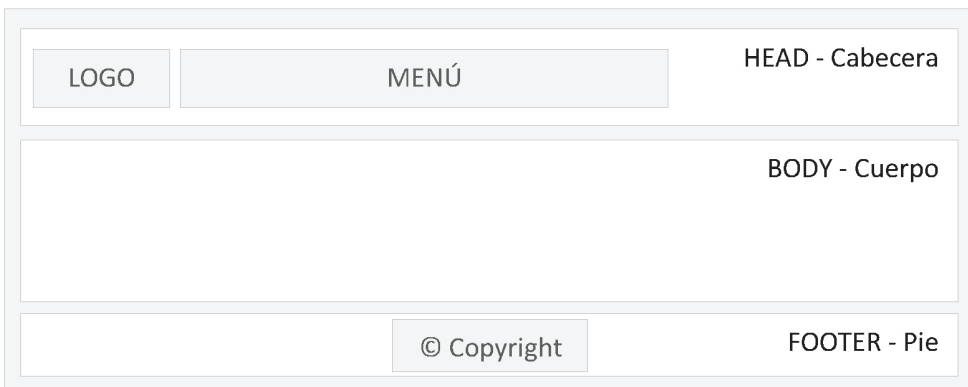 LOGO
MENÚ
HEAD - Cabecera
BODY - Cuerpo
© Copyright
FOOTER - Pie